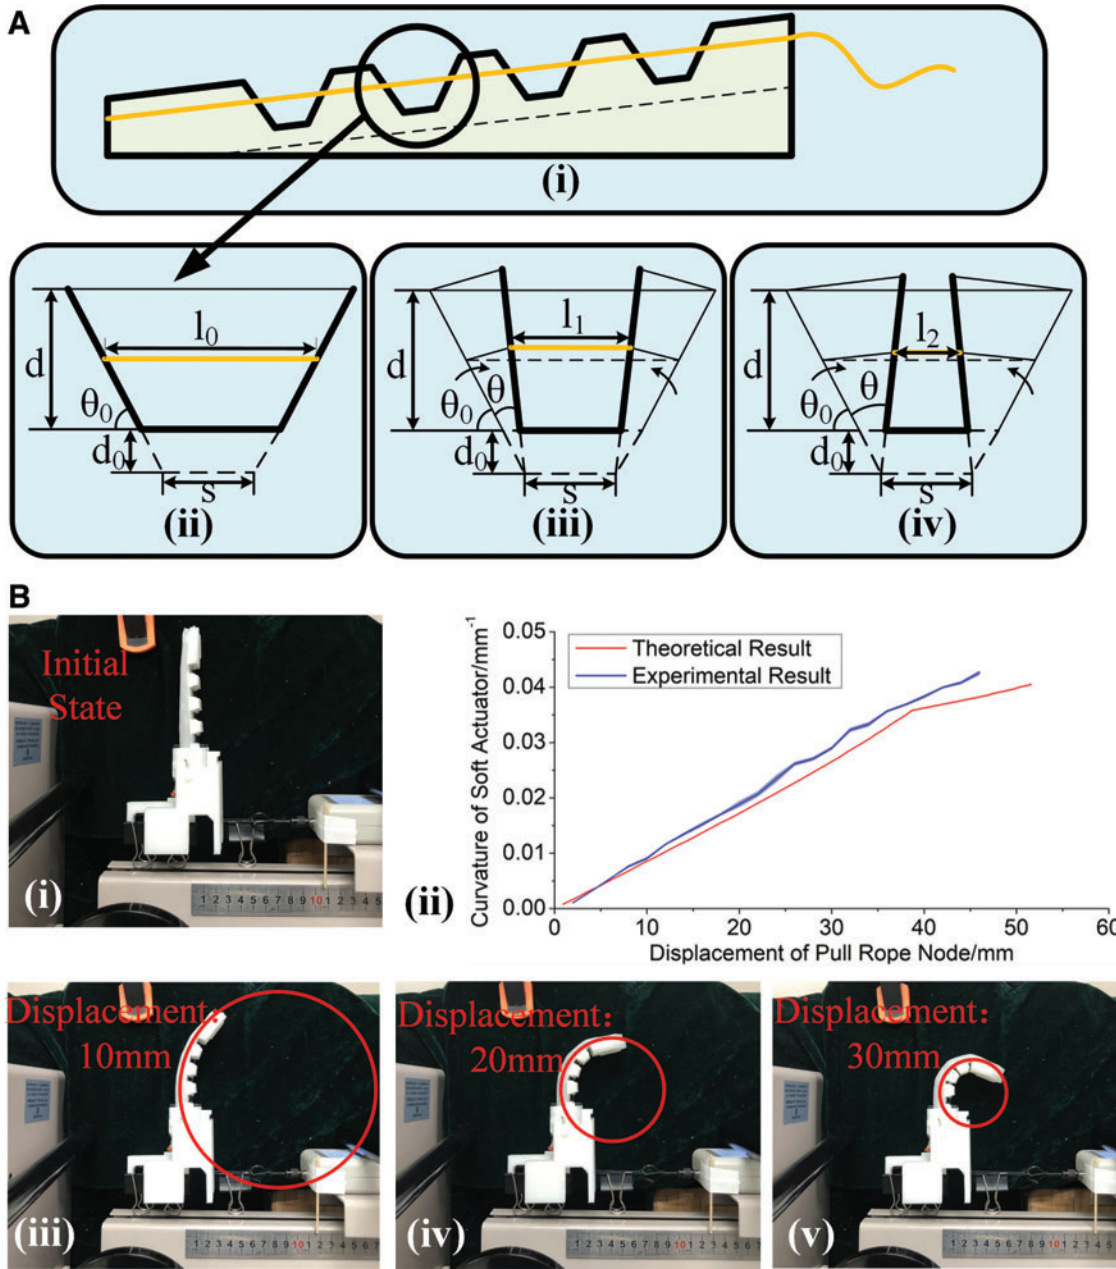 A
(i)
l₀
d
θ₀
d₀
s
(ii)
l₁
d
θ₀
θ
d₀
s
(iii)
l₂
d
θ₀
θ
d₀
s
(iv)
B
Initial
State
(i)
Curvature of Soft Actuator/mm⁻¹
0.05
0.04
0.03
0.02
0.01
0.00
Theoretical Result
Experimental Result
0 10 20 30 40 50 60
Displacement of Pull Rope Node/mm
(ii)
Displacement:
10mm
(iii)
Displacement:
20mm
(iv)
Displacement:
30mm
(v)